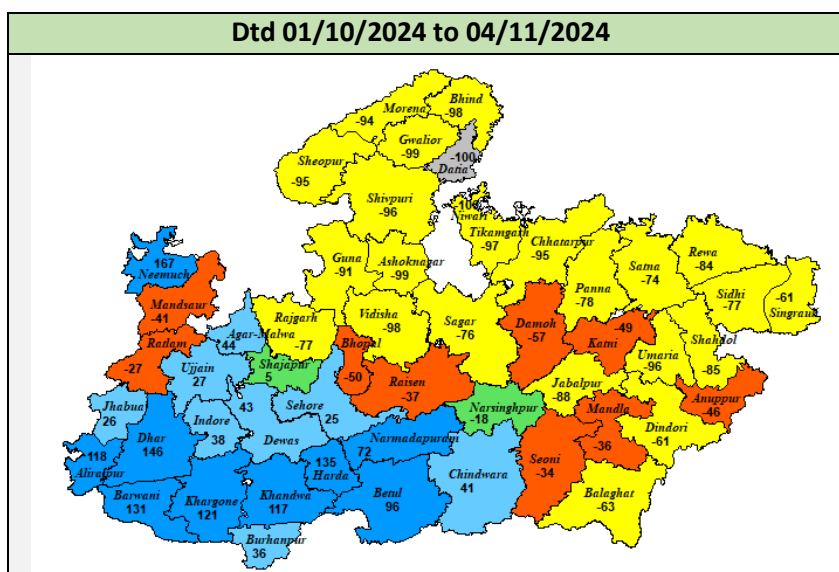 Dtd 01/10/2024 to 04/11/2024
Bhind
-98
Morena
-94
Gwalior
-99
-100
Datia
Sheopur
-95
Shivpuri
-96
Niwari
Tikamgarh
-97
Chhatarpur
-95
Rewa
-84
Satna
-74
Panna
-78
Sidhi
-77
-61
Singrauli
Guna
-91
Ashoknagar
-99
167
Neemuch
Mandsaur
-41
Ratlam
-27
Agar-Malwa
44
Rajgarh
-77
Vidisha
-98
Sagar
-76
Damoh
-57
-49
Katni
Umaria
-96
Shahdol
-85
Bhopal
-50
Ujjain
27
Shajapur
5
Raisen
-37
Jabalpur
-88
Anuppur
-46
Jhabua
26
Indore
38
43
Dewas
Sehore
25
Narsinghpur
-18
Mandla
-36
Dindori
-61
118
Alirajpur
Dhar
146
Narmadapuram
72
135
Harda
Chindwara
41
Seoni
-34
Barwani
131
Khargone
121
Khandwa
117
Betul
96
Balaghat
-63
Burhanpur
36